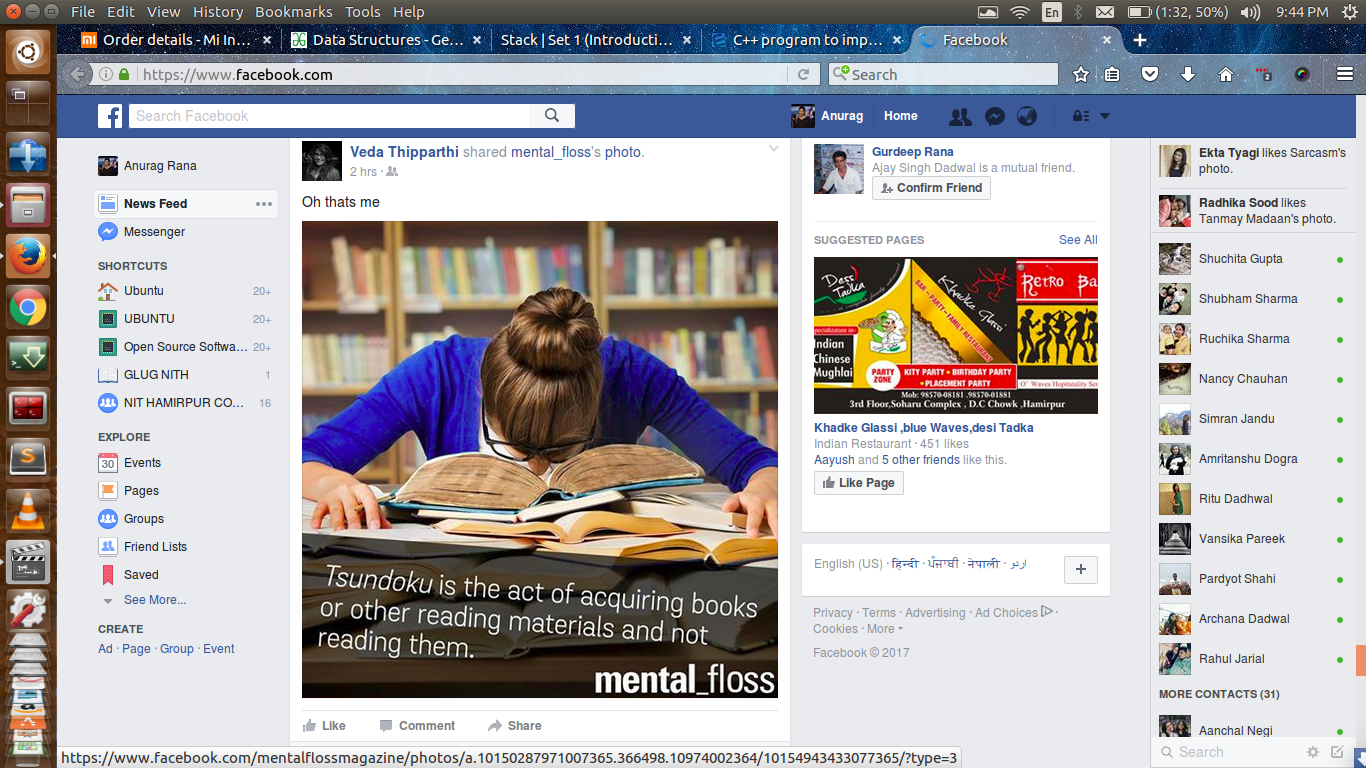 File Edit View History Bookmarks Tools Help
En (1:32, 50%) 9:44 PM
Order details - Mi In...
Data Structures - Ge...
Stack | Set 1 (Introducti...
C++ program to imp...
Facebook
https://www.facebook.com
Search
2
Search Facebook
Anurag
Home
Anurag Rana
News Feed
Messenger
SHORTCUTS
Ubuntu 20+
UBUNTU 20+
Open Source Softwa... 20+
GLUG NITH 1
NIT HAMIRPUR CO... 16
EXPLORE
30 Events
Pages
Groups
Friend Lists
Saved
See More...
CREATE
Ad · Page · Group · Event
Veda Thipparthi shared mental_floss's photo.
2 hrs ·
Oh thats me
Tsundoku is the act of acquiring books
or other reading materials and not
reading them.
mental_floss
Like Comment Share
Gurdeep Rana
Ajay Singh Dadwal is a mutual friend.
Confirm Friend
SUGGESTED PAGES See All
Desi
Tadka
Khadke Glassi
RETRO Ba
BAR - PARTY - FAMILY RESTAURANT
specialization in:
Indian
Chinese
Mughlai
PARTY
ZONE
KITY PARTY • BIRTHDAY PARTY
• PLACEMENT PARTY
O' Waves Hopitality Ser
Mob: 98570-08181 .98570-01881
3rd Floor,Soharu Complex , D.C Chowk ,Hamirpur
Khadke Glassi ,blue Waves,desi Tadka
Indian Restaurant · 451 likes
Aayush and 5 other friends like this.
Like Page
English (US) · हिन्दी · ਪੰਜਾਬੀ · नेपाली · اردو
Privacy · Terms · Advertising · Ad Choices ·
Cookies · More
Facebook © 2017
Ekta Tyagi likes Sarcasm's
photo.
Radhika Sood likes
Tanmay Madaan's photo.
Shuchita Gupta
Shubham Sharma
Ruchika Sharma
Nancy Chauhan
Simran Jandu
Amritanshu Dogra
Ritu Dadhwal
Vansika Pareek
Pardyot Shahi
Archana Dadwal
Rahul Jarial
MORE CONTACTS (31)
Aanchal Negi
Search
https://www.facebook.com/mentalflossmagazine/photos/a.10150287971007365.366498.10974002364/10154943433077365/?type=3